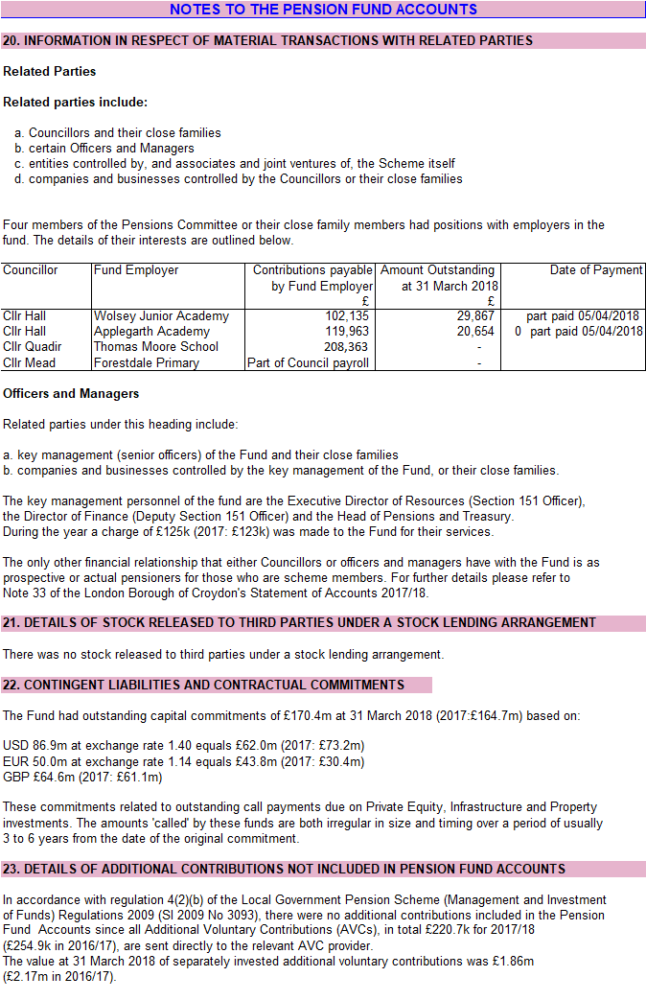 NOTES TO THE PENSION FUND ACCOUNTS
20. INFORMATION IN RESPECT OF MATERIAL TRANSACTIONS WITH RELATED PARTIES
Related Parties
Related parties include:
a. Councillors and their close families
b. certain Officers and Managers
c. entities controlled by, and associates and joint ventures of, the Scheme itself
d. companies and businesses controlled by the Councillors or their close families
Four members of the Pensions Committee or their close family members had positions with employers in the
fund. The details of their interests are outlined below.
Councillor Fund Employer Contributions payable Amount Outstanding Date of Payment
by Fund Employer at 31 March 2018
£ £
Cllr Hall Wolsey Junior Academy 102,135 29,867 part paid 05/04/2018
Cllr Hall Applegarth Academy 119,963 20,654 0 part paid 05/04/2018
Cllr Quadir Thomas Moore School 208,363 -
Cllr Mead Forestdale Primary Part of Council payroll -
Officers and Managers
Related parties under this heading include:
a. key management (senior officers) of the Fund and their close families
b. companies and businesses controlled by the key management of the Fund, or their close families.
The key management personnel of the fund are the Executive Director of Resources (Section 151 Officer),
the Director of Finance (Deputy Section 151 Officer) and the Head of Pensions and Treasury.
During the year a charge of £125k (2017: £123k) was made to the Fund for their services.
The only other financial relationship that either Councillors or officers and managers have with the Fund is as
prospective or actual pensioners for those who are scheme members. For further details please refer to
Note 33 of the London Borough of Croydon's Statement of Accounts 2017/18.
21. DETAILS OF STOCK RELEASED TO THIRD PARTIES UNDER A STOCK LENDING ARRANGEMENT
There was no stock released to third parties under a stock lending arrangement.
22. CONTINGENT LIABILITIES AND CONTRACTUAL COMMITMENTS
The Fund had outstanding capital commitments of £170.4m at 31 March 2018 (2017:£164.7m) based on:
USD 86.9m at exchange rate 1.40 equals £62.0m (2017: £73.2m)
EUR 50.0m at exchange rate 1.14 equals £43.8m (2017: £30.4m)
GBP £64.6m (2017: £61.1m)
These commitments related to outstanding call payments due on Private Equity, Infrastructure and Property
investments. The amounts 'called' by these funds are both irregular in size and timing over a period of usually
3 to 6 years from the date of the original commitment.
23. DETAILS OF ADDITIONAL CONTRIBUTIONS NOT INCLUDED IN PENSION FUND ACCOUNTS
In accordance with regulation 4(2)(b) of the Local Government Pension Scheme (Management and Investment
of Funds) Regulations 2009 (SI 2009 No 3093), there were no additional contributions included in the Pension
Fund Accounts since all Additional Voluntary Contributions (AVCs), in total £220.7k for 2017/18
(£254.9k in 2016/17), are sent directly to the relevant AVC provider.
The value at 31 March 2018 of separately invested additional voluntary contributions was £1.86m
(£2.17m in 2016/17).